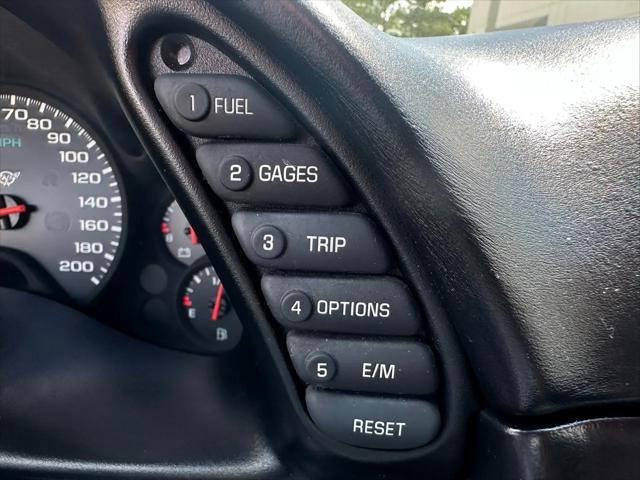 1 FUEL
2 GAGES
3 TRIP
4 OPTIONS
5 E/M
RESET
70
80
90
MPH
100
120
140
160
180
200
E